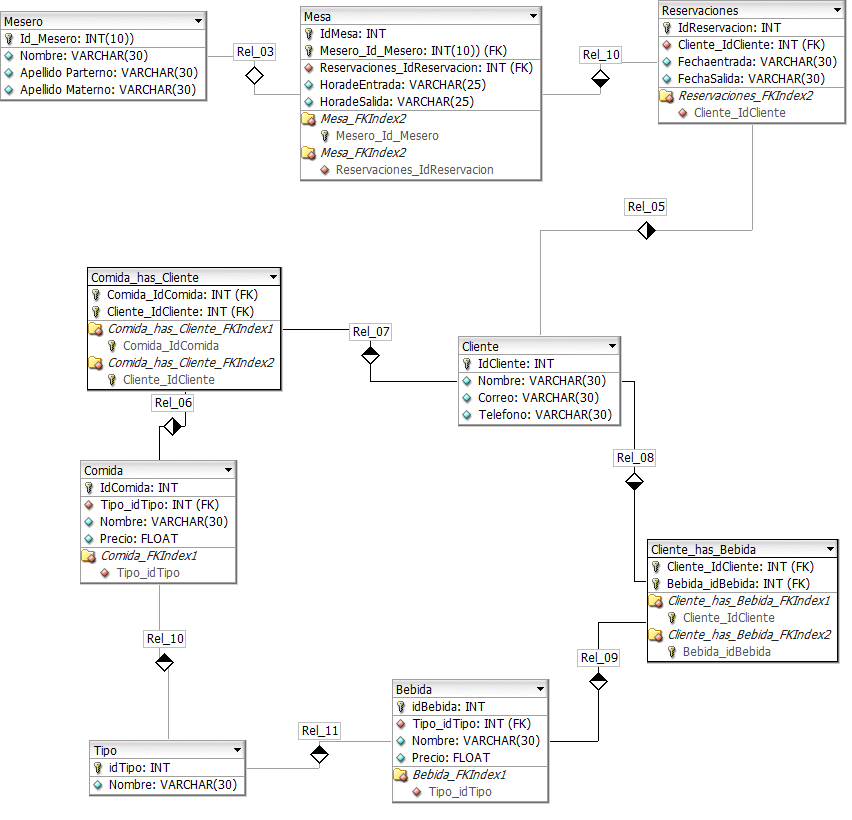 Mesero
Id_Mesero: INT(10))
Nombre: VARCHAR(30)
Apellido Parterno: VARCHAR(30)
Apellido Materno: VARCHAR(30)
Rel_03
Mesa
IdMesa: INT
Mesero_Id_Mesero: INT(10)) (FK)
Reservaciones_IdReservacion: INT (FK)
HoradeEntrada: VARCHAR(25)
HoradeSalida: VARCHAR(25)
Mesa_FKIndex2
Mesero_Id_Mesero
Mesa_FKIndex2
Reservaciones_IdReservacion
Rel_10
Reservaciones
IdReservacion: INT
Cliente_IdCliente: INT (FK)
Fechaentrada: VARCHAR(30)
FechaSalida: VARCHAR(30)
Reservaciones_FKIndex2
Cliente_IdCliente
Rel_05
Comida_has_Cliente
Comida_IdComida: INT (FK)
Cliente_IdCliente: INT (FK)
Comida_has_Cliente_FKIndex1
Comida_IdComida
Comida_has_Cliente_FKIndex2
Cliente_IdCliente
Rel_07
Cliente
IdCliente: INT
Nombre: VARCHAR(30)
Correo: VARCHAR(30)
Telefono: VARCHAR(30)
Rel_06
Comida
IdComida: INT
Tipo_idTipo: INT (FK)
Nombre: VARCHAR(30)
Precio: FLOAT
Comida_FKIndex1
Tipo_idTipo
Rel_08
Cliente_has_Bebida
Cliente_IdCliente: INT (FK)
Bebida_idBebida: INT (FK)
Cliente_has_Bebida_FKIndex1
Cliente_IdCliente
Cliente_has_Bebida_FKIndex2
Bebida_idBebida
Rel_10
Rel_09
Bebida
idBebida: INT
Tipo_idTipo: INT (FK)
Nombre: VARCHAR(30)
Precio: FLOAT
Bebida_FKIndex1
Tipo_idTipo
Rel_11
Tipo
idTipo: INT
Nombre: VARCHAR(30)